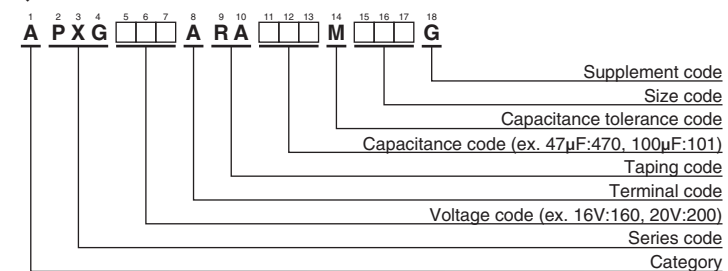 1 2 3 4 5 6 7 8 9 10 11 12 13 14 15 16 17 18
A P X G A R A M G
Supplement code
Size code
Capacitance tolerance code
Capacitance code (ex. 47µF:470, 100µF:101)
Taping code
Terminal code
Voltage code (ex. 16V:160, 20V:200)
Series code
Category